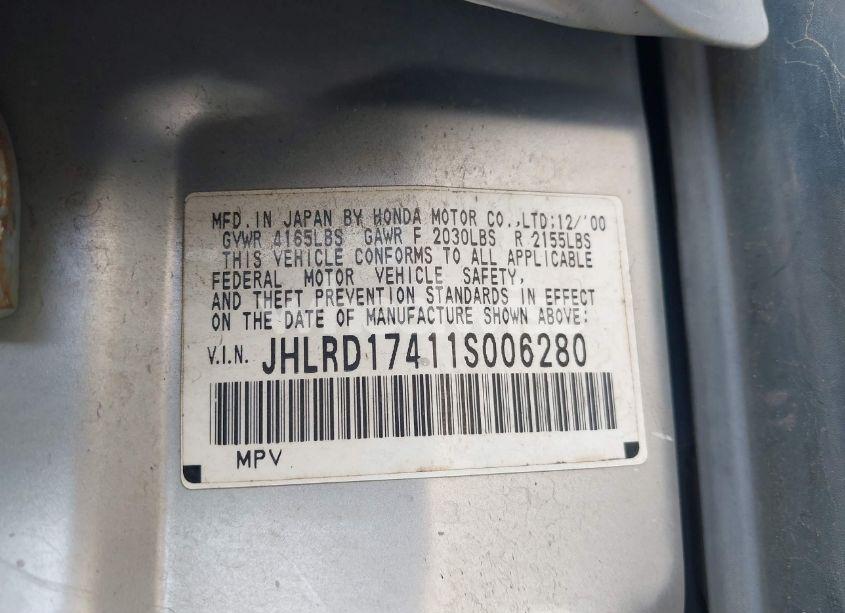 MFD. IN JAPAN BY HONDA MOTOR CO.,LTD;12/'00
GVWR 4165LBS GAWR F 2030LBS R 2155LBS
THIS VEHICLE CONFORMS TO ALL APPLICABLE
FEDERAL MOTOR VEHICLE SAFETY,
AND THEFT PREVENTION STANDARDS IN EFFECT
ON THE DATE OF MANUFACTURE SHOWN ABOVE:
V.I.N. JHLRD17411S006280
MPV